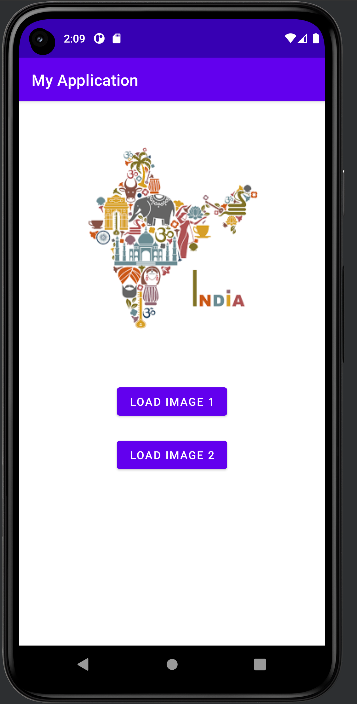 2:09
My Application
ॐ
ॐ
ॐ
INDIA
LOAD IMAGE 1
LOAD IMAGE 2